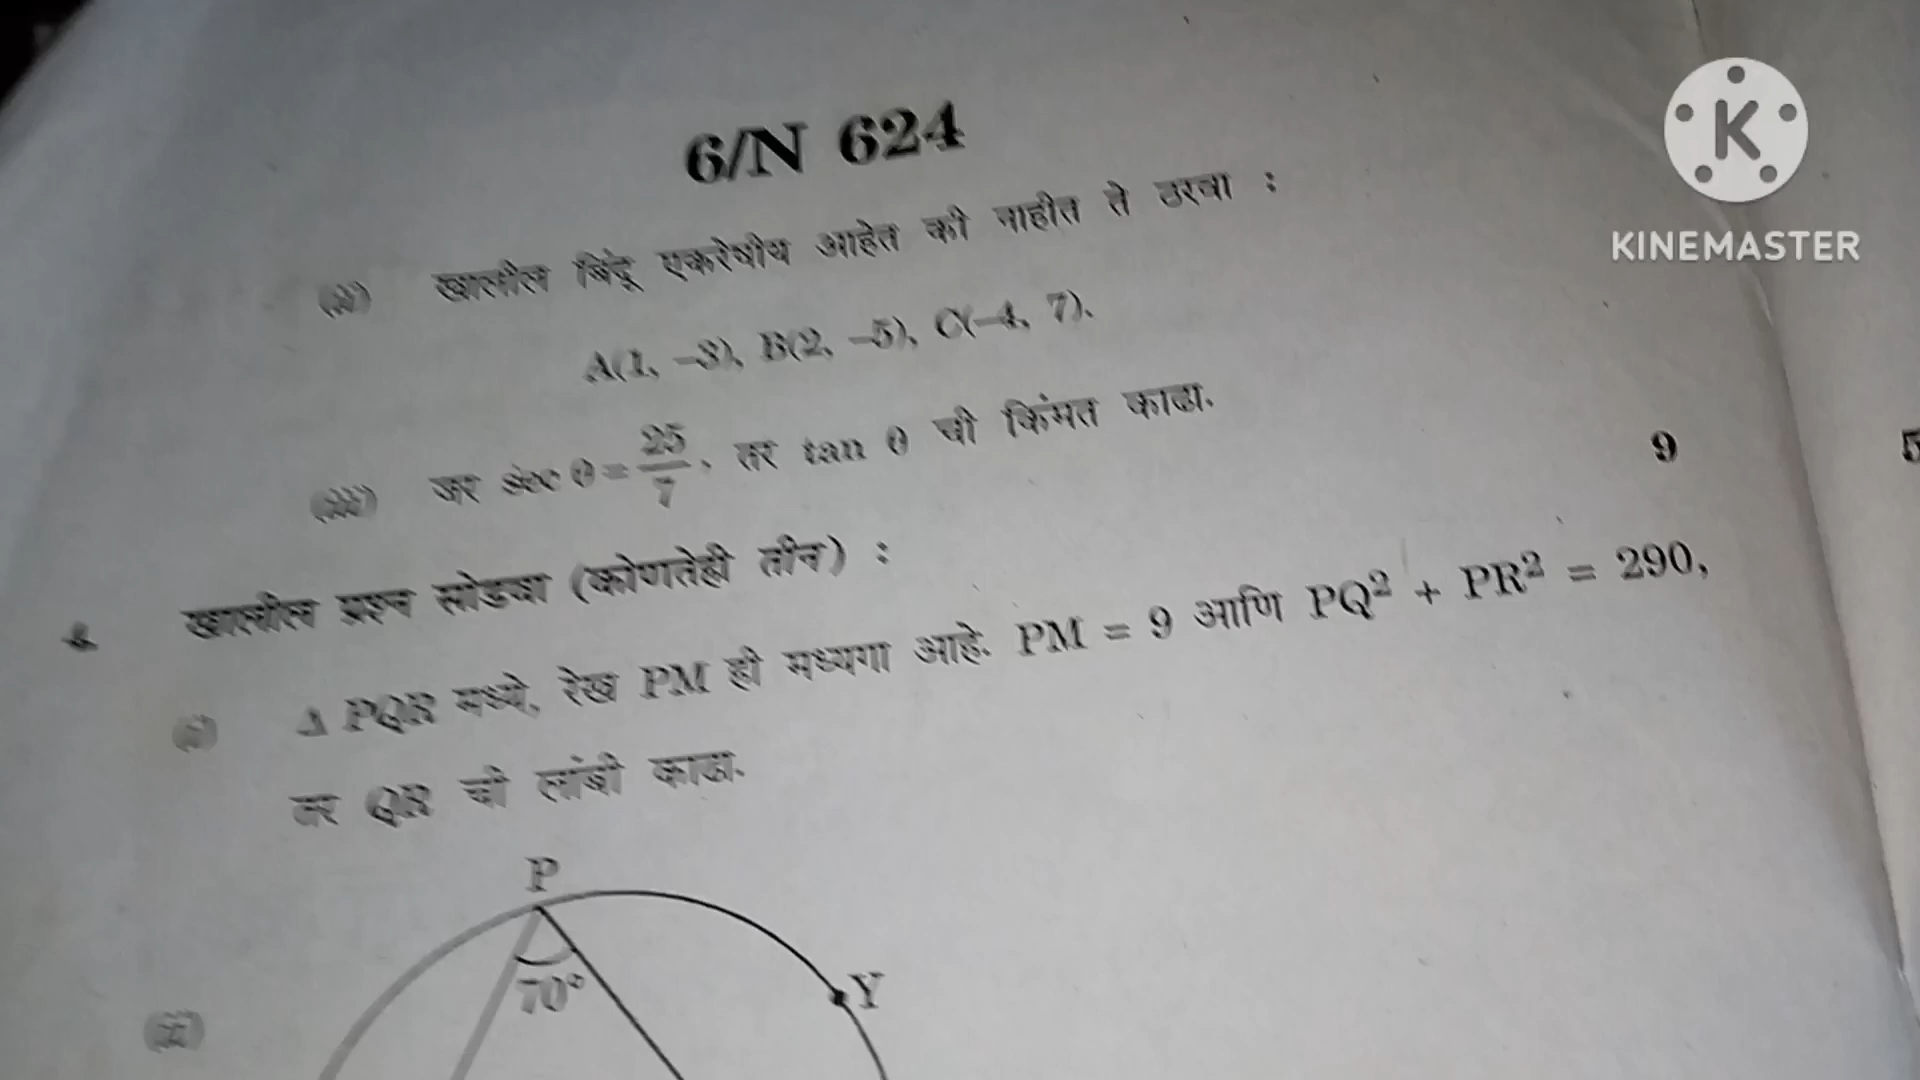 6/N 624
खालील बिंदू एकरेषीय आहेत की नाहीत ते ठरवा :
A(1, –3), B(2, –5), C(–4, 7).
जर sec θ = 25/7, तर tan θ ची किंमत काढा.
खालील प्रश्न सोडवा (कोणतेही तीन) : 9
Δ PQR मध्ये, रेख PM ही मध्यगा आहे. PM = 9 आणि PQ² + PR² = 290,
तर QR ची लांबी काढा.
P
70°
Y
5
K
KINEMASTER